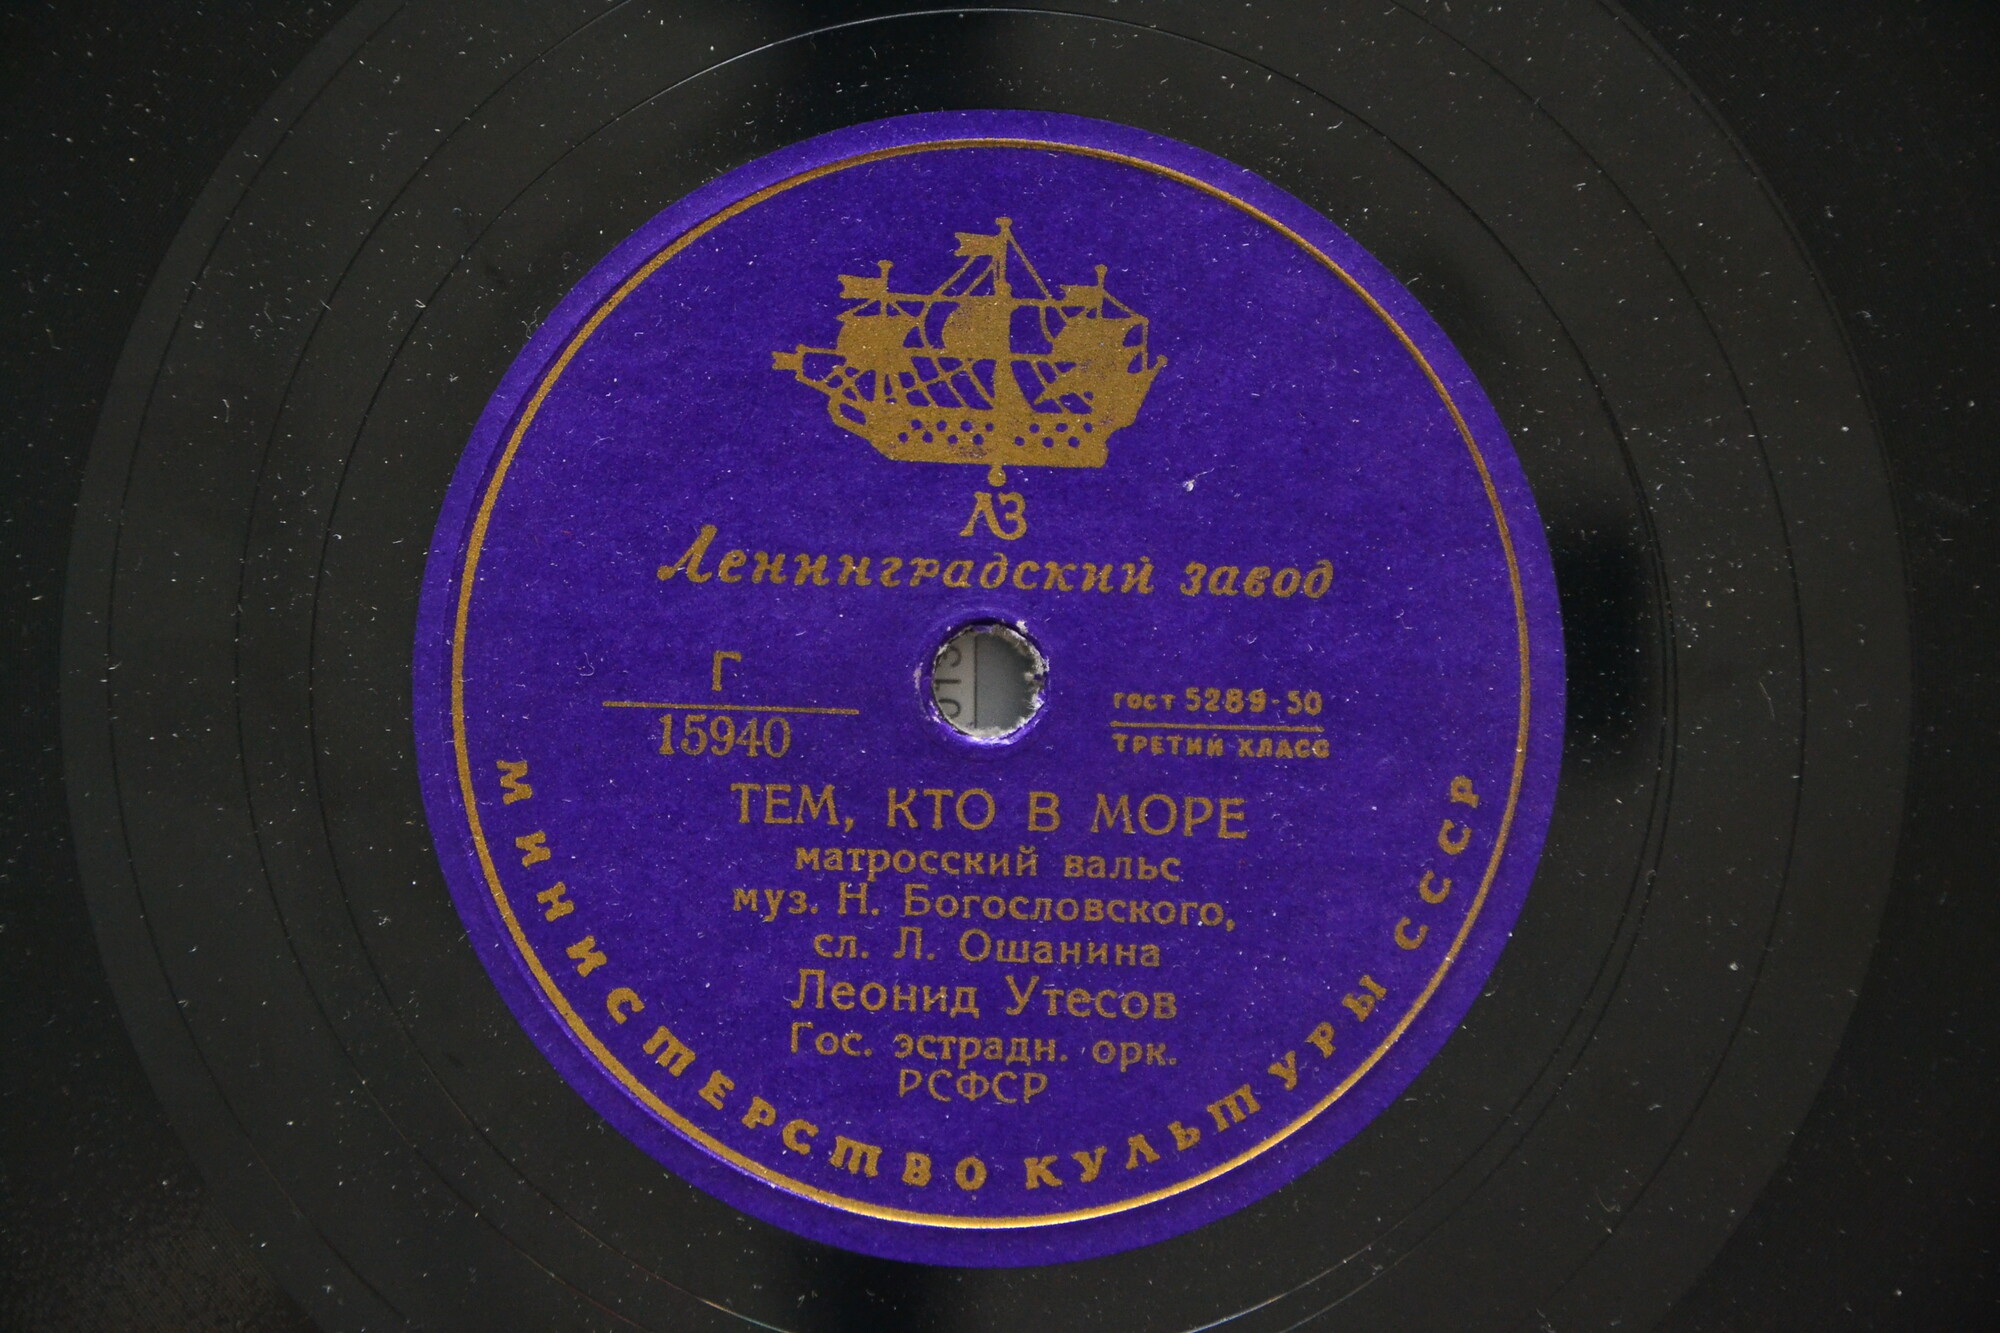 ЛЗ
Ленинградский завод
Г
15940
гост 5289-50
ТРЕТИЙ КЛАСС
ТЕМ, КТО В МОРЕ
матросский вальс
муз. Н. Богословского,
сл. Л. Ошанина
Леонид Утесов
Гос. эстрадн. орк.
РСФСР
МИНИСТЕРСТВО КУЛЬТУРЫ СССР